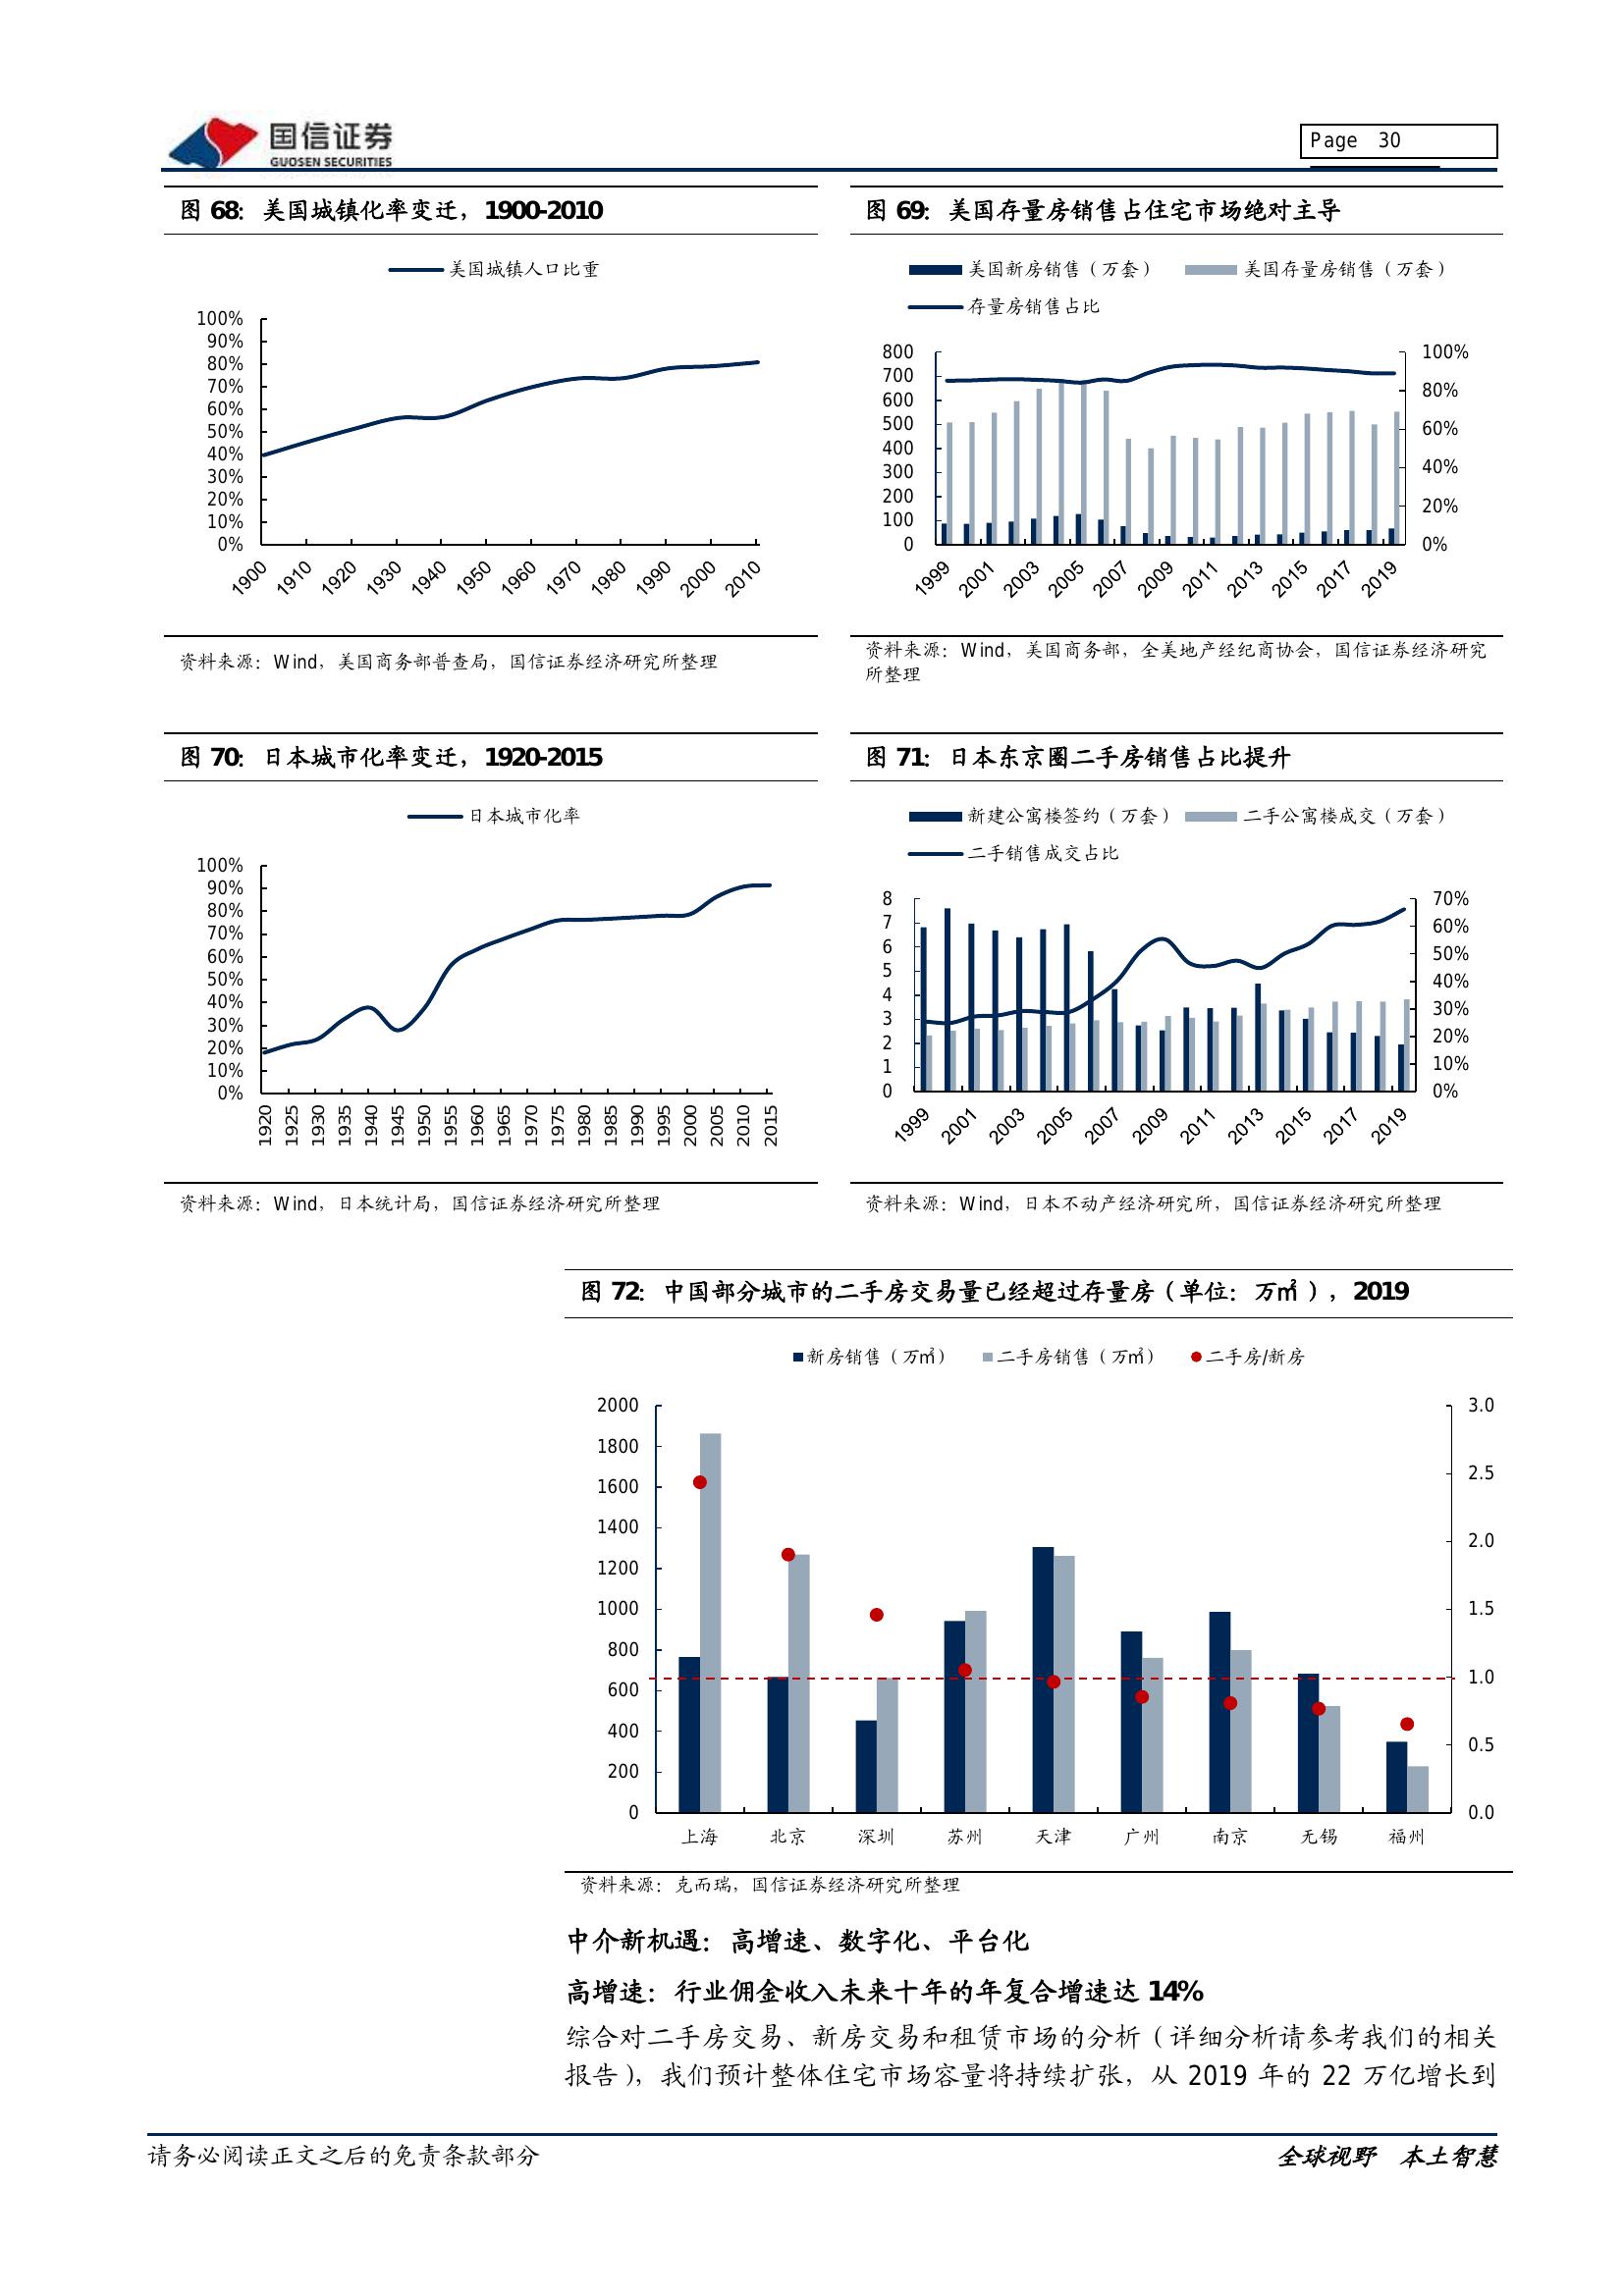 国信证券
GUOSEN SECURITIES
Page 30
图 68：美国城镇化率变迁，1900-2010
美国城镇人口比重
100%
90%
80%
70%
60%
50%
40%
30%
20%
10%
0%
1900 1910 1920 1930 1940 1950 1960 1970 1980 1990 2000 2010
资料来源：Wind，美国商务部普查局，国信证券经济研究所整理
图 69：美国存量房销售占住宅市场绝对主导
美国新房销售（万套） 美国存量房销售（万套）
存量房销售占比
800 100%
700
600 80%
500 60%
400
300 40%
200 20%
100
0 0%
1999 2001 2003 2005 2007 2009 2011 2013 2015 2017 2019
资料来源：Wind，美国商务部，全美地产经纪商协会，国信证券经济研究
所整理
图 70：日本城市化率变迁，1920-2015
日本城市化率
100%
90%
80%
70%
60%
50%
40%
30%
20%
10%
0%
1920 1925 1930 1935 1940 1945 1950 1955 1960 1965 1970 1975 1980 1985 1990 1995 2000 2005 2010 2015
资料来源：Wind，日本统计局，国信证券经济研究所整理
图 71：日本东京圈二手房销售占比提升
新建公寓楼签约（万套） 二手公寓楼成交（万套）
二手销售成交占比
8 70%
7 60%
6 50%
5 40%
4 30%
3 20%
2 10%
1
0 0%
1999 2001 2003 2005 2007 2009 2011 2013 2015 2017 2019
资料来源：Wind，日本不动产经济研究所，国信证券经济研究所整理
图 72：中国部分城市的二手房交易量已经超过存量房（单位：万㎡），2019
新房销售（万㎡） 二手房销售（万㎡） 二手房/新房
2000 3.0
1800
1600 2.5
1400 2.0
1200
1000 1.5
800
600 1.0
400 0.5
200
0 0.0
上海 北京 深圳 苏州 天津 广州 南京 无锡 福州
资料来源：克而瑞，国信证券经济研究所整理
中介新机遇：高增速、数字化、平台化
高增速：行业佣金收入未来十年的年复合增速达 14%
综合对二手房交易、新房交易和租赁市场的分析（详细分析请参考我们的相关
报告），我们预计整体住宅市场容量将持续扩张，从 2019 年的 22 万亿增长到
请务必阅读正文之后的免责条款部分
全球视野 本土智慧